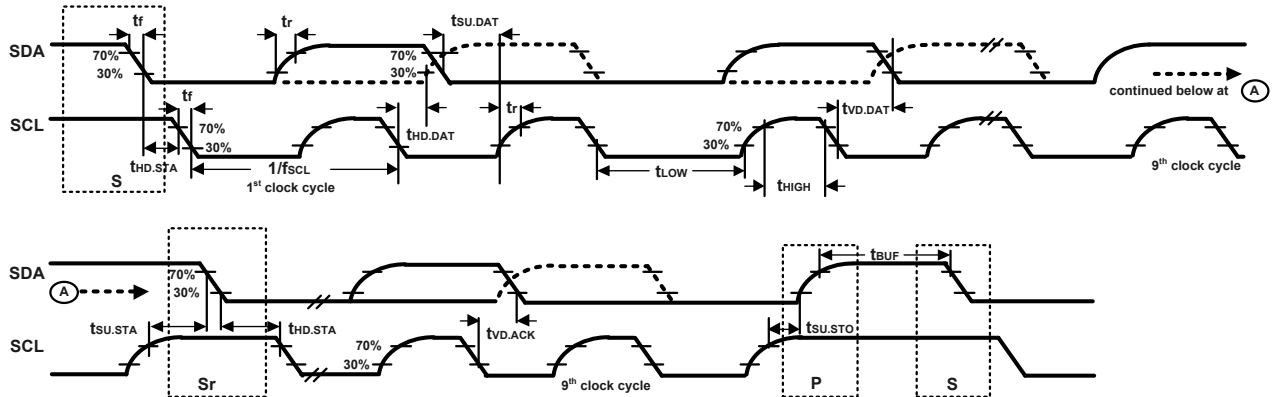 tf tr tSU.DAT
SDA 70% 30% 70% 30%
continued below at A
tf tHD.DAT tr tVD.DAT
SCL 70% 30% 70% 30%
tHD.STA 1/fSCL tLOW tHIGH
S 1st clock cycle 9th clock cycle
SDA 70% 30% tBUF
A
tSU.STA tHD.STA tVD.ACK tSU.STO
SCL 70% 30%
Sr 9th clock cycle P S